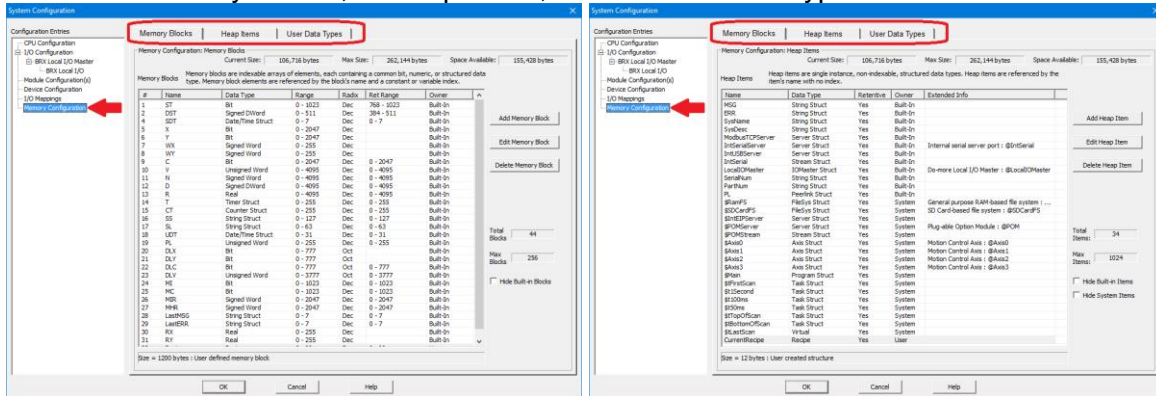 System Configuration
Configuration Entries
CPU Configuration
I/O Configuration
BRX Local I/O Master
BRX Local I/O
Module Configuration(s)
Device Configuration
I/O Mappings
Memory Configuration
Memory Blocks | Heap Items | User Data Types |
Memory Configuration: Memory Blocks
Current Size: 106,716 bytes Max Size: 262,144 bytes Space Available: 155,428 bytes
Memory Blocks
Memory blocks are indexable arrays of elements, each containing a common bit, numeric, or structured data
type. Memory block elements are referenced by the block's name and a constant or variable index.
# Name Data Type Range Radix Ret Range Owner
1 ST Bit 0 - 1023 Dec 768 - 1023 Built-In
2 DST Signed DWord 0 - 511 Dec 384 - 511 Built-In
4 SDT Date/Time Struct 0 - 7 Dec 0 - 7 Built-In
5 X Bit 0 - 2047 Dec Built-In
6 Y Bit 0 - 2047 Dec Built-In
7 WX Signed Word 0 - 255 Dec Built-In
8 WY Signed Word 0 - 255 Dec Built-In
9 C Bit 0 - 2047 Dec 0 - 2047 Built-In
10 V Unsigned Word 0 - 4095 Dec 0 - 4095 Built-In
11 N Signed Word 0 - 4095 Dec 0 - 4095 Built-In
12 D Signed DWord 0 - 4095 Dec 0 - 4095 Built-In
13 R Real 0 - 4095 Dec 0 - 4095 Built-In
14 T Timer Struct 0 - 255 Dec 0 - 255 Built-In
15 CT Counter Struct 0 - 255 Dec 0 - 255 Built-In
16 SS String Struct 0 - 127 Dec 0 - 127 Built-In
17 SL String Struct 0 - 63 Dec 0 - 63 Built-In
18 UDT Date/Time Struct 0 - 31 Dec 0 - 31 Built-In
19 PL Unsigned Word 0 - 255 Dec 0 - 255 Built-In
20 DLX Bit 0 - 777 Oct Built-In
21 DLY Bit 0 - 777 Oct Built-In
22 DLC Bit 0 - 777 Oct 0 - 777 Built-In
23 DLV Unsigned Word 0 - 3777 Oct 0 - 3777 Built-In
24 MI Bit 0 - 1023 Dec 0 - 1023 Built-In
25 MC Bit 0 - 1023 Dec 0 - 1023 Built-In
26 MIR Signed Word 0 - 2047 Dec 0 - 2047 Built-In
27 MHR Signed Word 0 - 2047 Dec 0 - 2047 Built-In
28 LastMSG String Struct 0 - 7 Dec 0 - 7 Built-In
29 LastERR String Struct 0 - 7 Dec 0 - 7 Built-In
30 RX Real 0 - 255 Dec Built-In
31 RY Real 0 - 255 Dec Built-In
Add Memory Block
Edit Memory Block
Delete Memory Block
Total Blocks 44
Max Blocks 256
Hide Built-in Blocks
Size = 1200 bytes : User defined memory block
OK Cancel Help
System Configuration
Configuration Entries
CPU Configuration
I/O Configuration
BRX Local I/O Master
BRX Local I/O
Module Configuration(s)
Device Configuration
I/O Mappings
Memory Configuration
Memory Blocks | Heap Items | User Data Types |
Memory Configuration: Heap Items
Current Size: 106,716 bytes Max Size: 262,144 bytes Space Available: 155,428 bytes
Heap Items
Heap items are single instance, non-indexable, structured data types. Heap items are referenced by the
item's name with no index.
Name Data Type Retentive Owner Extended Info
MSG String Struct Yes Built-In
ERR String Struct Yes Built-In
SysName String Struct Yes Built-In
SysDesc String Struct Yes Built-In
ModbusTCPServer Server Struct Yes Built-In
IntSerialServer Server Struct Yes Built-In Internal serial server port : @IntSerial
IntUSBServer Server Struct Yes Built-In
IntSerial Stream Struct Yes Built-In
LocalIOMaster IOMaster Struct Yes Built-In Do-more Local I/O Master : @LocalIOMaster
SerialNum String Struct Yes Built-In
PartNum String Struct Yes Built-In
PL Peerlink Struct Yes Built-In
$RamFS FileSys Struct Yes System General purpose RAM-based file system : ...
$SDCardFS FileSys Struct Yes System SD Card-based file system : @SDCardFS
$IntEIPServer Server Struct Yes System
$POMServer Server Struct Yes System Plug-able Option Module : @POM
$POMStream Stream Struct Yes System
$Axis0 Axis Struct Yes System Motion Control Axis : @Axis0
$Axis1 Axis Struct Yes System Motion Control Axis : @Axis1
$Axis2 Axis Struct Yes System Motion Control Axis : @Axis2
$Axis3 Axis Struct Yes System Motion Control Axis : @Axis3
$Main Program Struct Yes System
$tFirstScan Task Struct Yes System
$t1Second Task Struct Yes System
$t100ms Task Struct Yes System
$t50ms Task Struct Yes System
$tTopOfScan Task Struct Yes System
$tBottomOfScan Task Struct Yes System
$tLastScan Virtual Yes System
CurrentRecipe Recipe Yes User
Add Heap Item
Edit Heap Item
Delete Heap Item
Total Items: 34
Max Items: 1024
Hide Built-in Items
Hide System Items
Size = 12 bytes : User created structure
OK Cancel Help